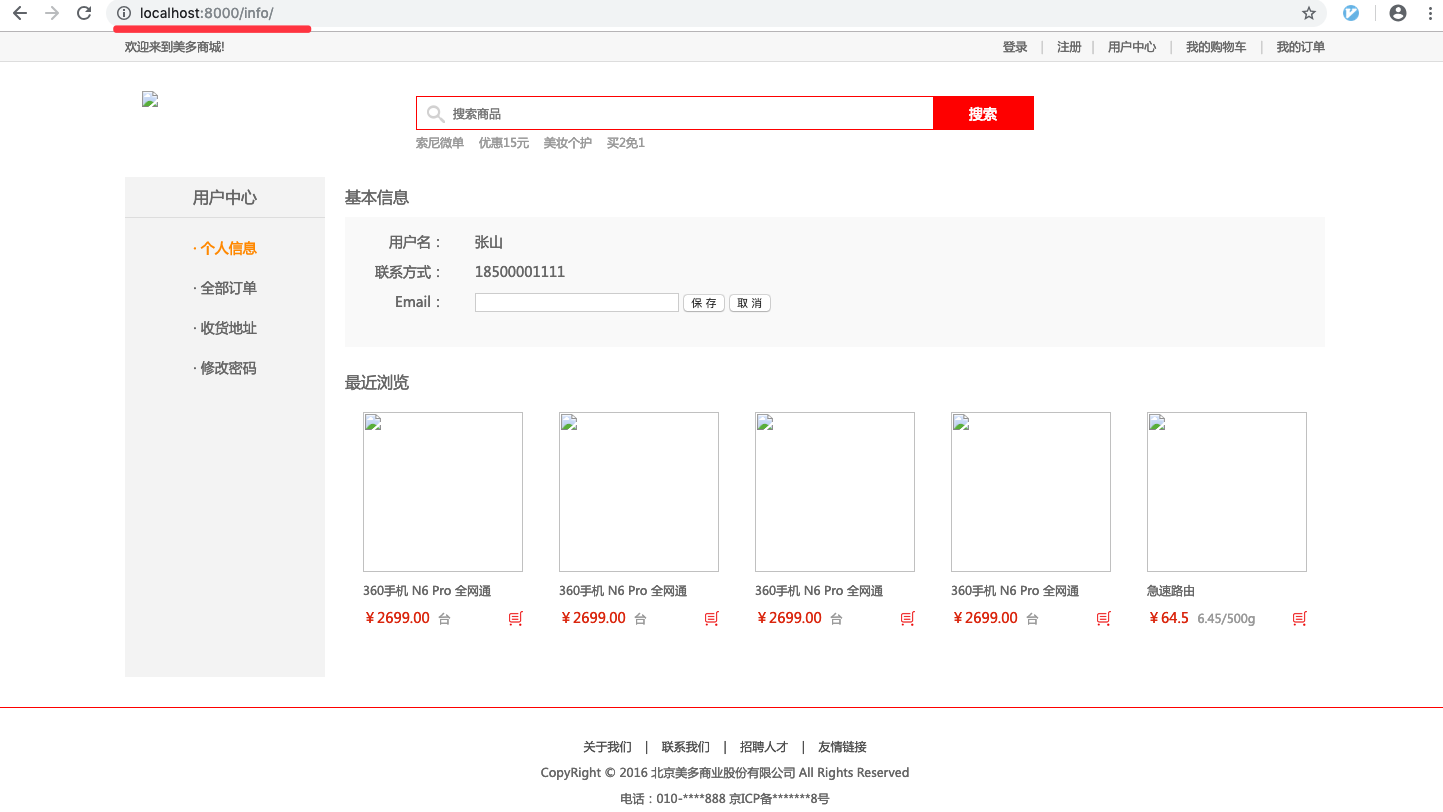 localhost:8000/info/
欢迎来到美多商城!
登录 | 注册 | 用户中心 | 我的购物车 | 我的订单
搜索商品 搜索
索尼微单 优惠15元 美妆个护 买2免1
用户中心
· 个人信息
· 全部订单
· 收货地址
· 修改密码
基本信息
用户名： 张山
联系方式： 18500001111
Email： 保 存 取 消
最近浏览
360手机 N6 Pro 全网通 360手机 N6 Pro 全网通 360手机 N6 Pro 全网通 360手机 N6 Pro 全网通 急速路由
￥2699.00 台 ￥2699.00 台 ￥2699.00 台 ￥2699.00 台 ￥64.5 6.45/500g
关于我们 | 联系我们 | 招聘人才 | 友情链接
CopyRight © 2016 北京美多商业股份有限公司 All Rights Reserved
电话：010-****888 京ICP备*******8号